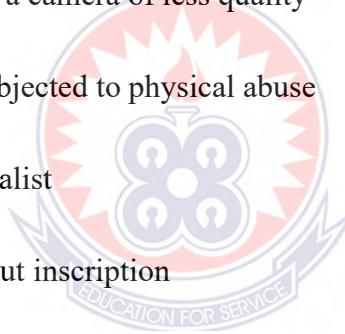 a camera of less quality
bjected to physical abuse
alist
ut inscription
EDUCATION FOR SERVICE